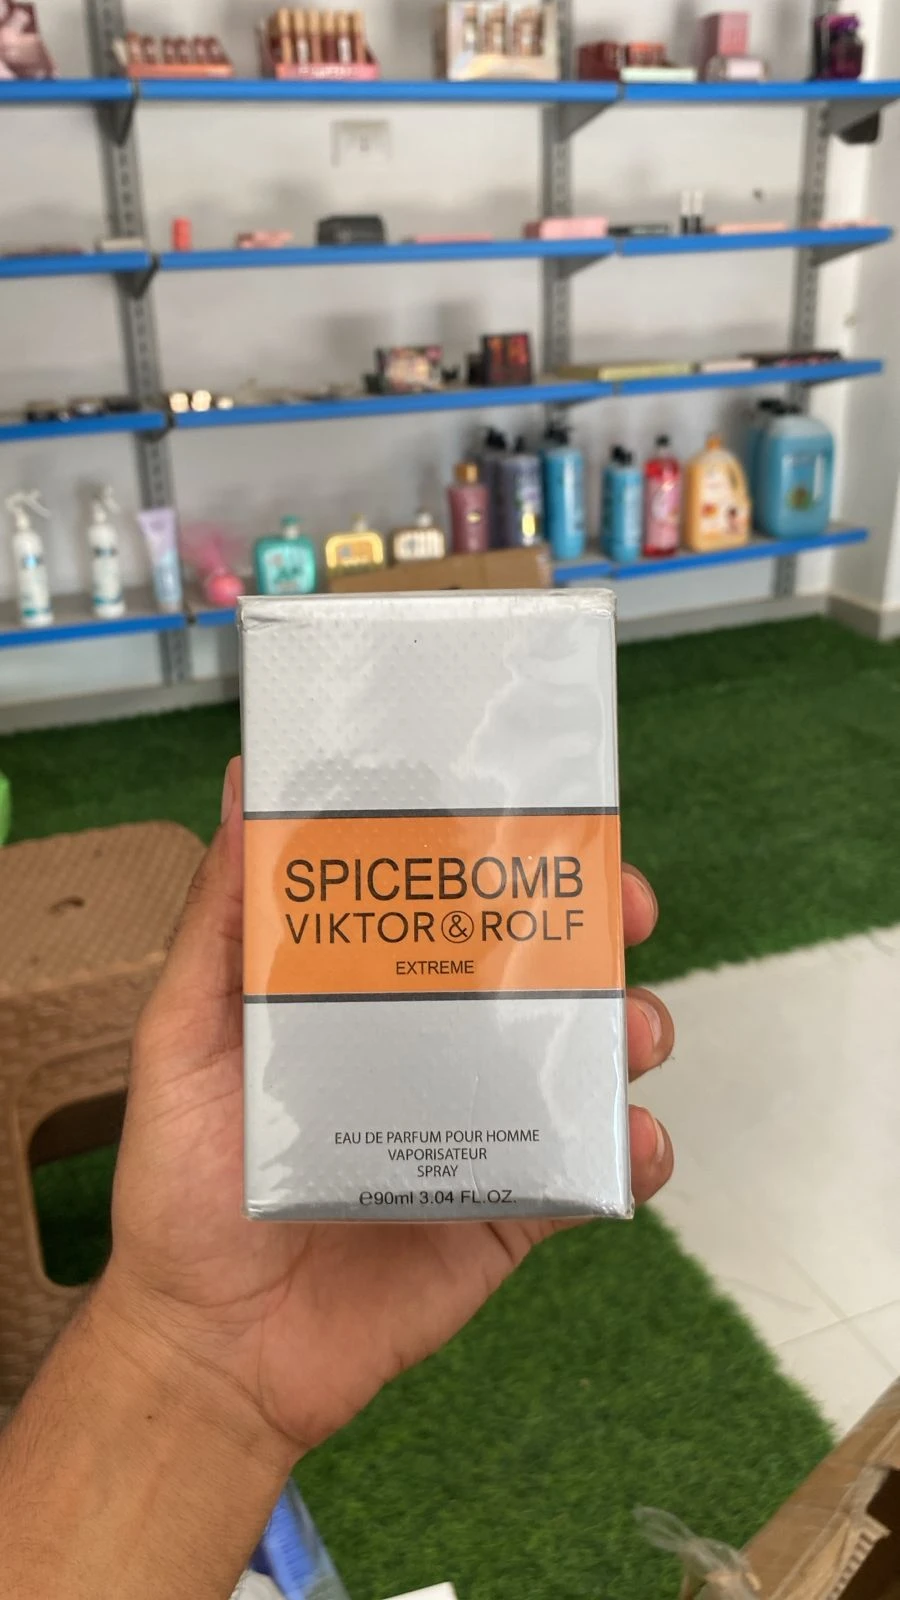 SPICEBOMB
VIKTOR&ROLF
EXTREME
EAU DE PARFUM POUR HOMME
VAPORISATEUR
SPRAY
℮90ml 3.04 FL.OZ.